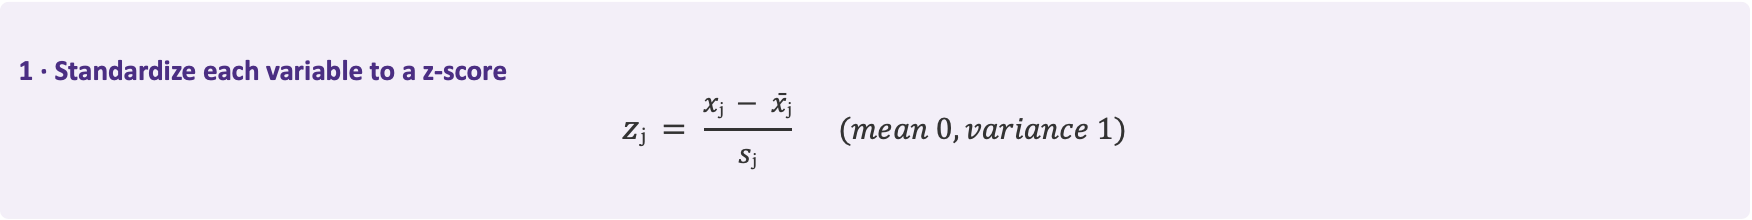 1 · Standardize each variable to a z-score
zⱼ = (xⱼ − x̄ⱼ) / sⱼ (mean 0, variance 1)